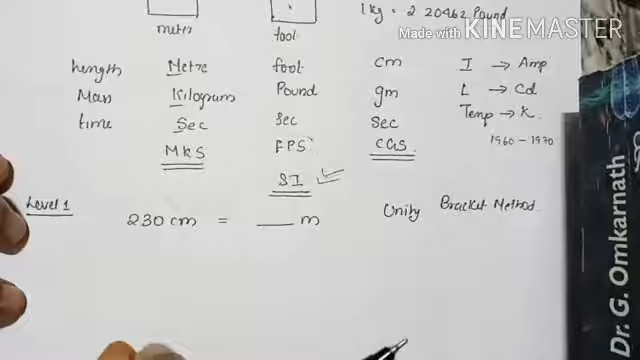 1 kg = 2.20462 Pound
Made with KINEMASTER
meter foot
Length Metre foot cm I → Amp
Mass Kilogram Pound gm L → Cd
time Sec Sec Sec Temp → K
MKS FPS CGS 1960 - 1970
SI
Level 1
230 cm = ___ m Unity Bracket Method
Dr. G. Omkarnath